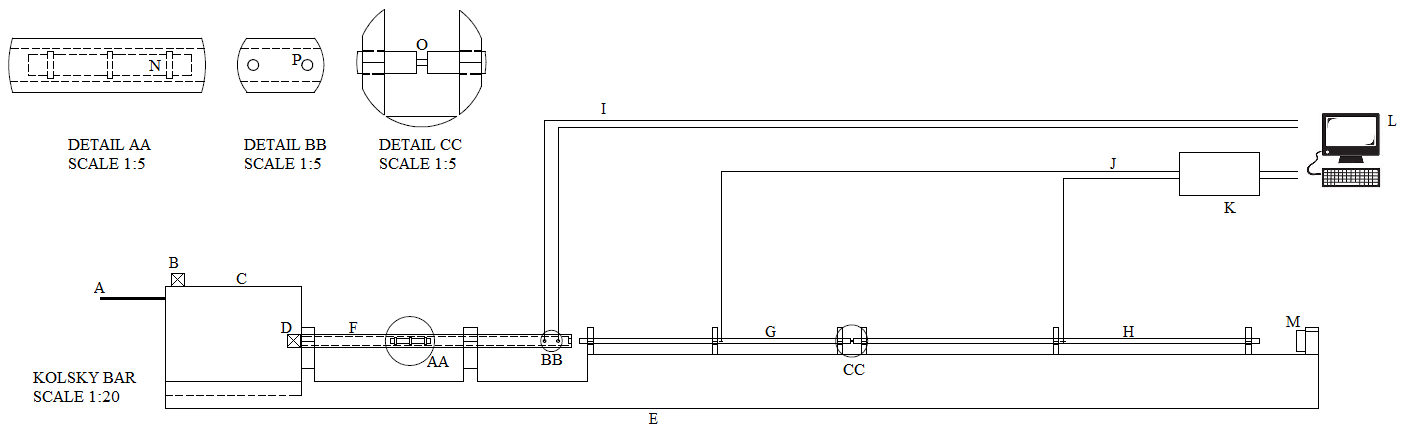 N
P
O
DETAIL AA
SCALE 1:5
DETAIL BB
SCALE 1:5
DETAIL CC
SCALE 1:5
I
L
J
K
B
C
A
D
F
G
H
M
AA
BB
CC
KOLSKY BAR
SCALE 1:20
E